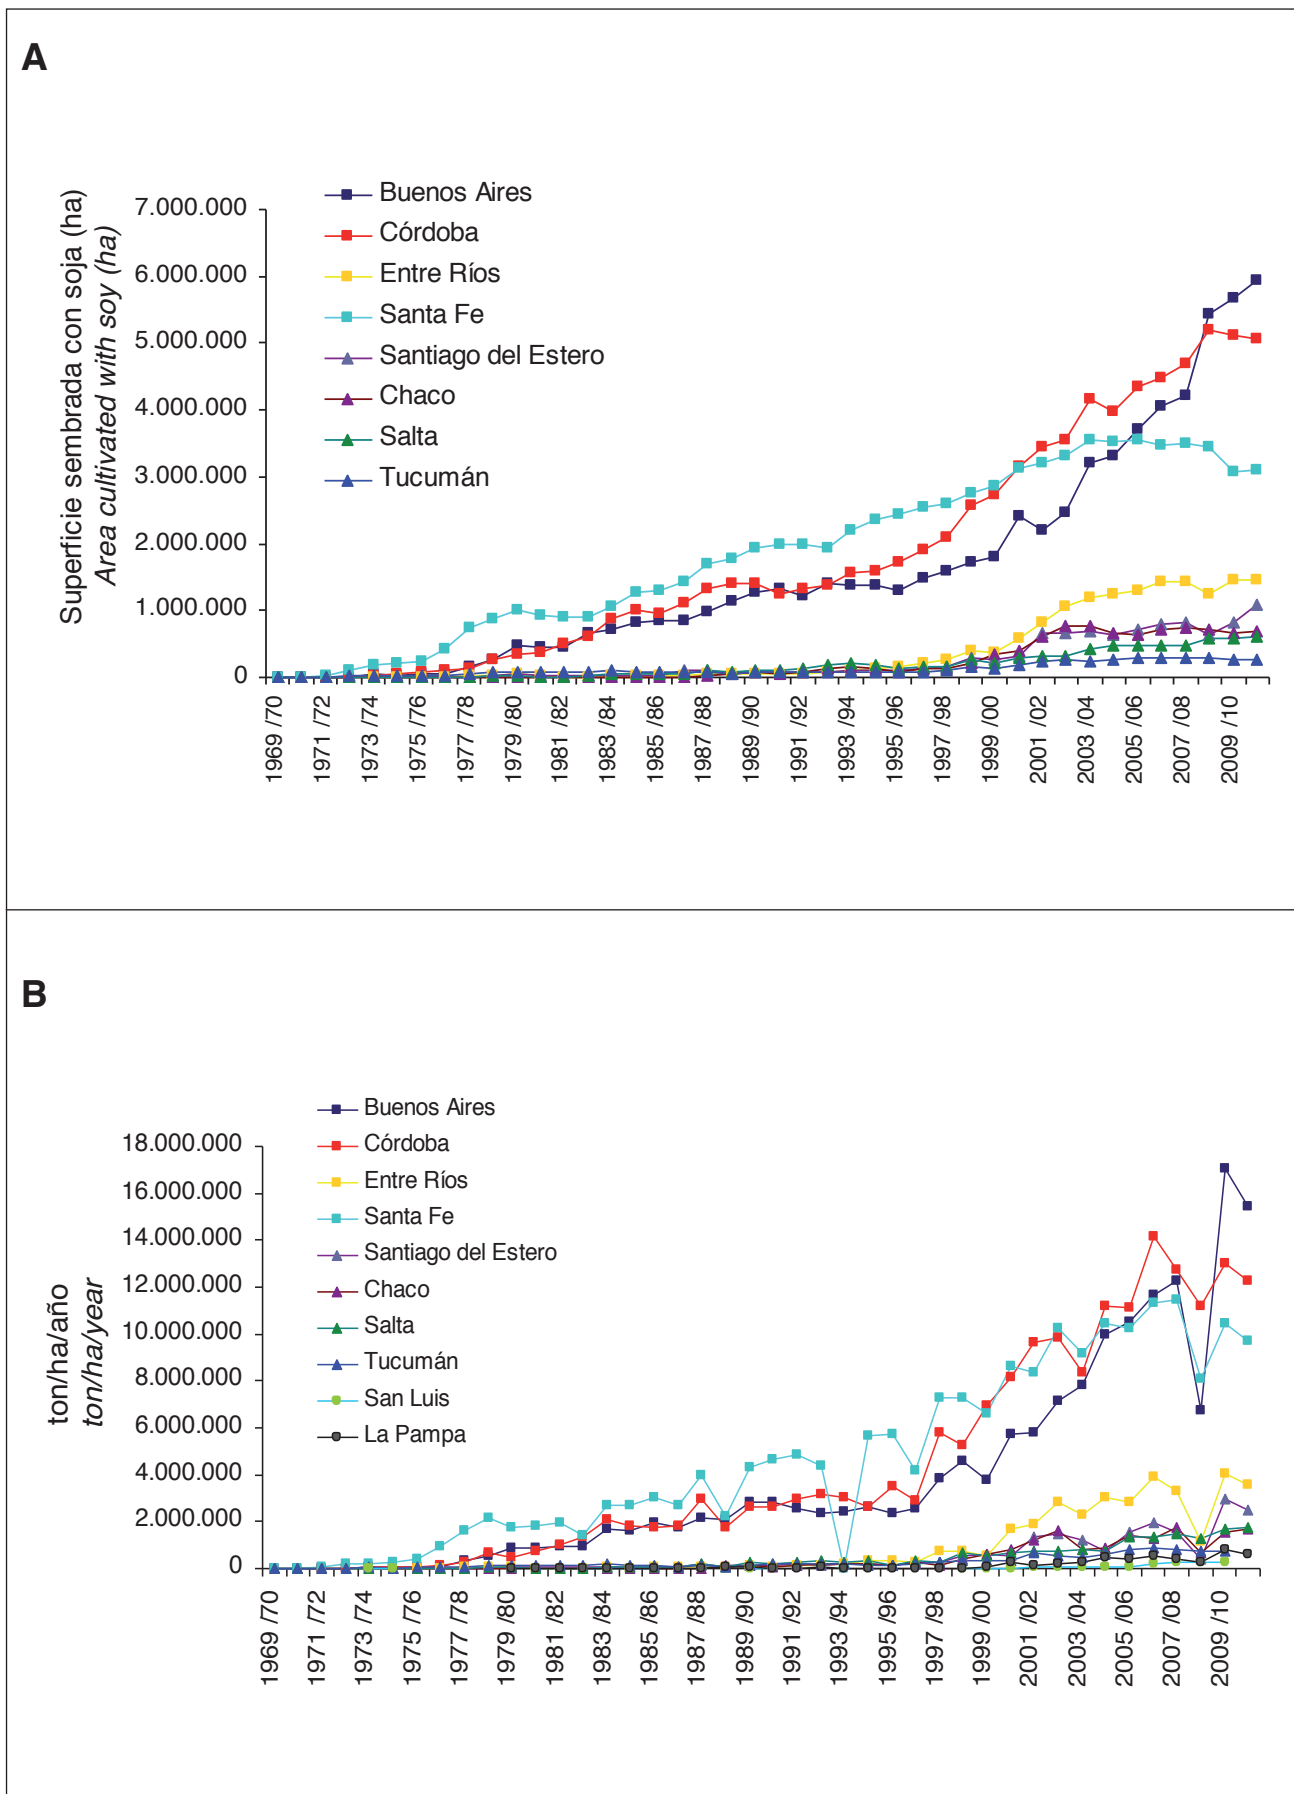 A
Superficie sembrada con soja (ha)
Area cultivated with soy (ha)
7.000.000
6.000.000
5.000.000
4.000.000
3.000.000
2.000.000
1.000.000
0
Buenos Aires
Córdoba
Entre Ríos
Santa Fe
Santiago del Estero
Chaco
Salta
Tucumán
1969 /70
1971 /72
1973 /74
1975 /76
1977 /78
1979 /80
1981 /82
1983 /84
1985 /86
1987 /88
1989 /90
1991 /92
1993 /94
1995 /96
1997 /98
1999 /00
2001 /02
2003 /04
2005 /06
2007 /08
2009 /10
B
ton/ha/año
ton/ha/year
18.000.000
16.000.000
14.000.000
12.000.000
10.000.000
8.000.000
6.000.000
4.000.000
2.000.000
0
Buenos Aires
Córdoba
Entre Ríos
Santa Fe
Santiago del Estero
Chaco
Salta
Tucumán
San Luis
La Pampa
1969 /70
1971 /72
1973 /74
1975 /76
1977 /78
1979 /80
1981 /82
1983 /84
1985 /86
1987 /88
1989 /90
1991 /92
1993 /94
1995 /96
1997 /98
1999 /00
2001 /02
2003 /04
2005 /06
2007 /08
2009 /10